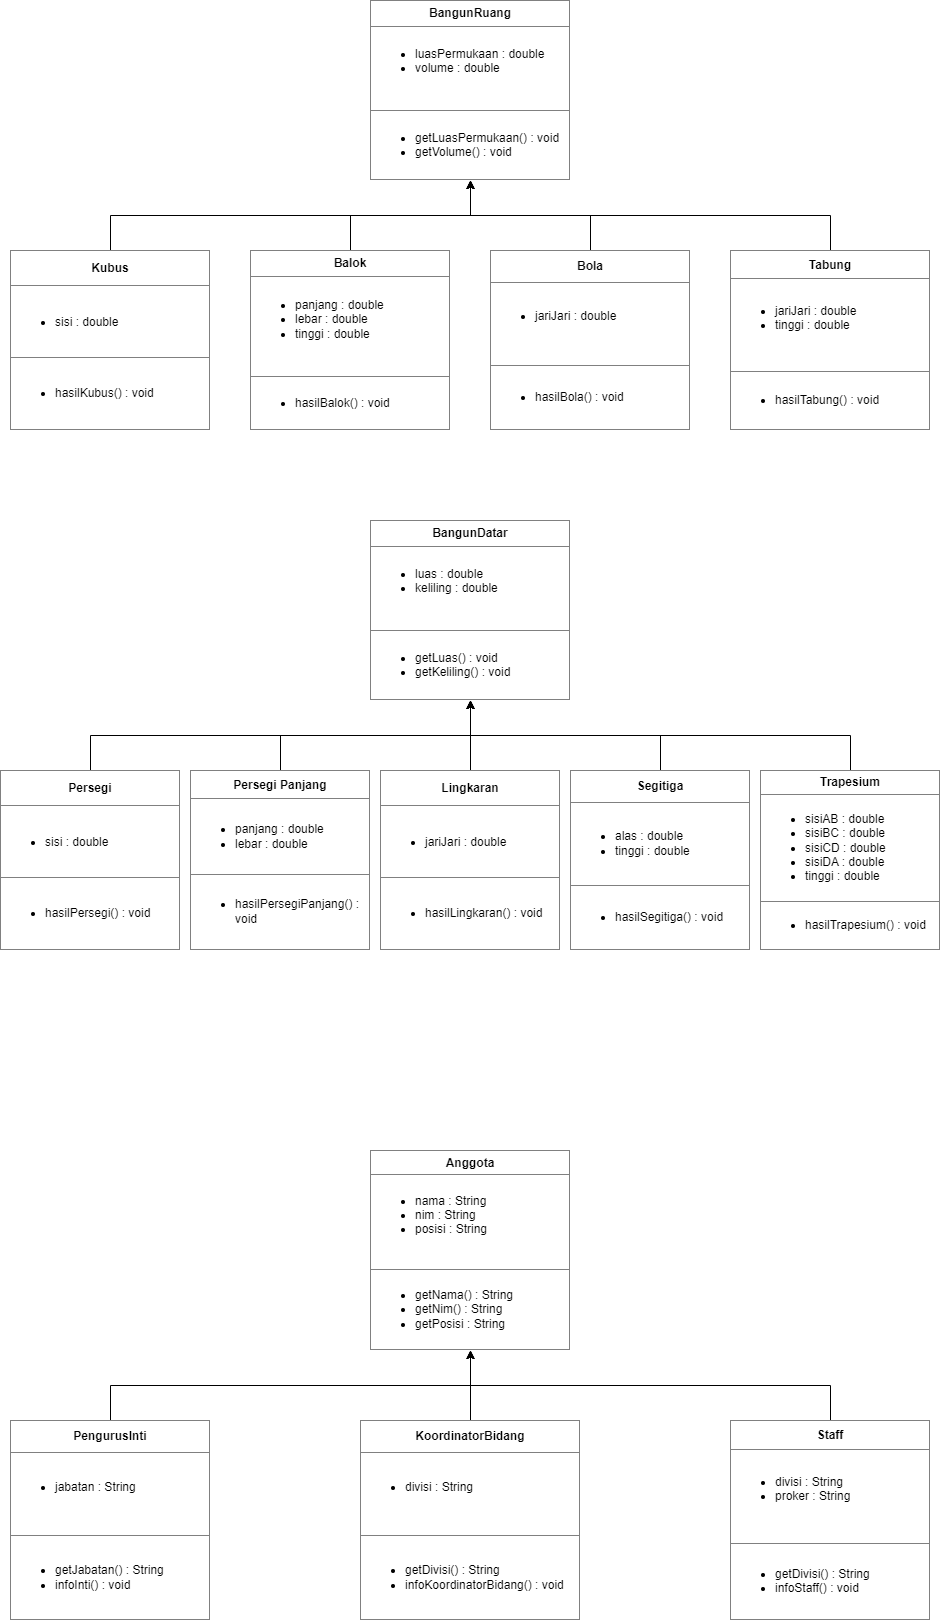 BangunRuang
luasPermukaan : double
volume : double
getLuasPermukaan() : void
getVolume() : void
Kubus
sisi : double
hasilKubus() : void
Balok
panjang : double
lebar : double
tinggi : double
hasilBalok() : void
Bola
jariJari : double
hasilBola() : void
Tabung
jariJari : double
tinggi : double
hasilTabung() : void
BangunDatar
luas : double
keliling : double
getLuas() : void
getKeliling() : void
Persegi
sisi : double
hasilPersegi() : void
Persegi Panjang
panjang : double
lebar : double
hasilPersegiPanjang() :
void
Lingkaran
jariJari : double
hasilLingkaran() : void
Segitiga
alas : double
tinggi : double
hasilSegitiga() : void
Trapesium
sisiAB : double
sisiBC : double
sisiCD : double
sisiDA : double
tinggi : double
hasilTrapesium() : void
Anggota
nama : String
nim : String
posisi : String
getNama() : String
getNim() : String
getPosisi : String
PengurusInti
jabatan : String
getJabatan() : String
infoInti() : void
KoordinatorBidang
divisi : String
getDivisi() : String
infoKoordinatorBidang() : void
Staff
divisi : String
proker : String
getDivisi() : String
infoStaff() : void